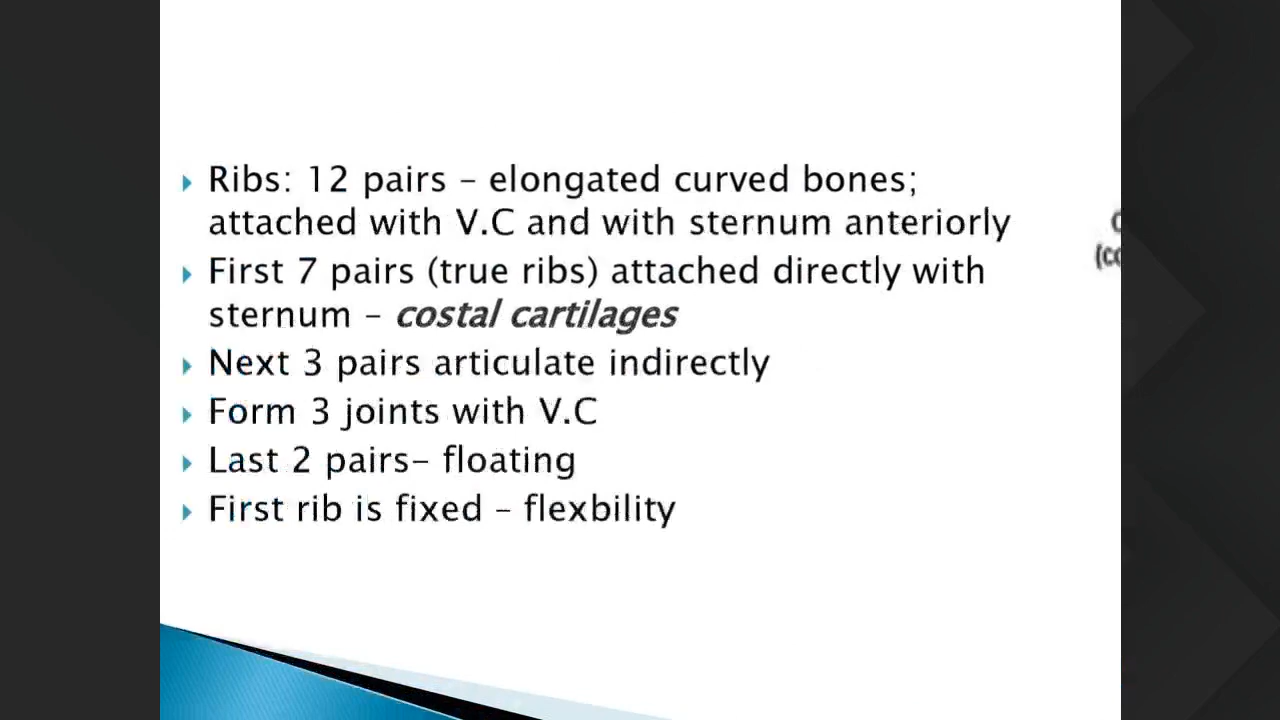 Ribs: 12 pairs – elongated curved bones;
attached with V.C and with sternum anteriorly
First 7 pairs (true ribs) attached directly with
sternum – costal cartilages
Next 3 pairs articulate indirectly
Form 3 joints with V.C
Last 2 pairs– floating
First rib is fixed – flexbility